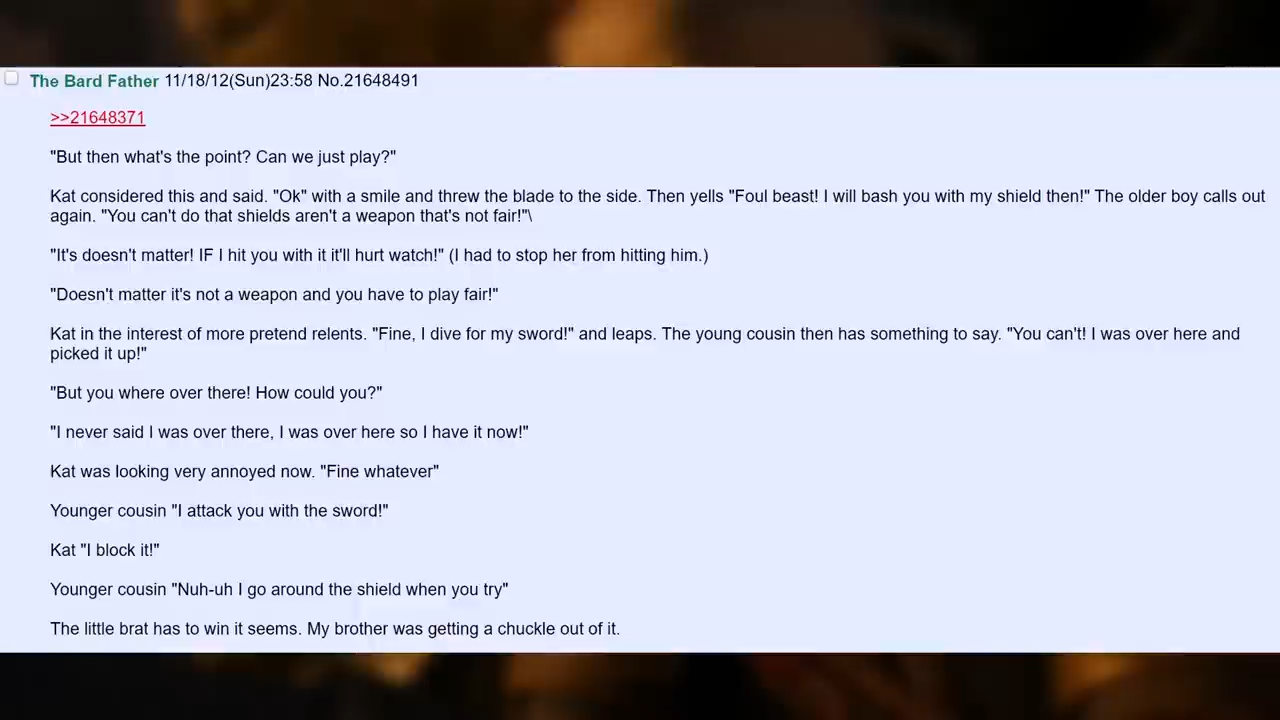 The Bard Father 11/18/12(Sun)23:58 No.21648491
>>21648371
"But then what's the point? Can we just play?"
Kat considered this and said. "Ok" with a smile and threw the blade to the side. Then yells "Foul beast! I will bash you with my shield then!" The older boy calls out
again. "You can't do that shields aren't a weapon that's not fair!"\
"It's doesn't matter! IF I hit you with it it'll hurt watch!" (I had to stop her from hitting him.)
"Doesn't matter it's not a weapon and you have to play fair!"
Kat in the interest of more pretend relents. "Fine, I dive for my sword!" and leaps. The young cousin then has something to say. "You can't! I was over here and
picked it up!"
"But you where over there! How could you?"
"I never said I was over there, I was over here so I have it now!"
Kat was looking very annoyed now. "Fine whatever"
Younger cousin "I attack you with the sword!"
Kat "I block it!"
Younger cousin "Nuh-uh I go around the shield when you try"
The little brat has to win it seems. My brother was getting a chuckle out of it.